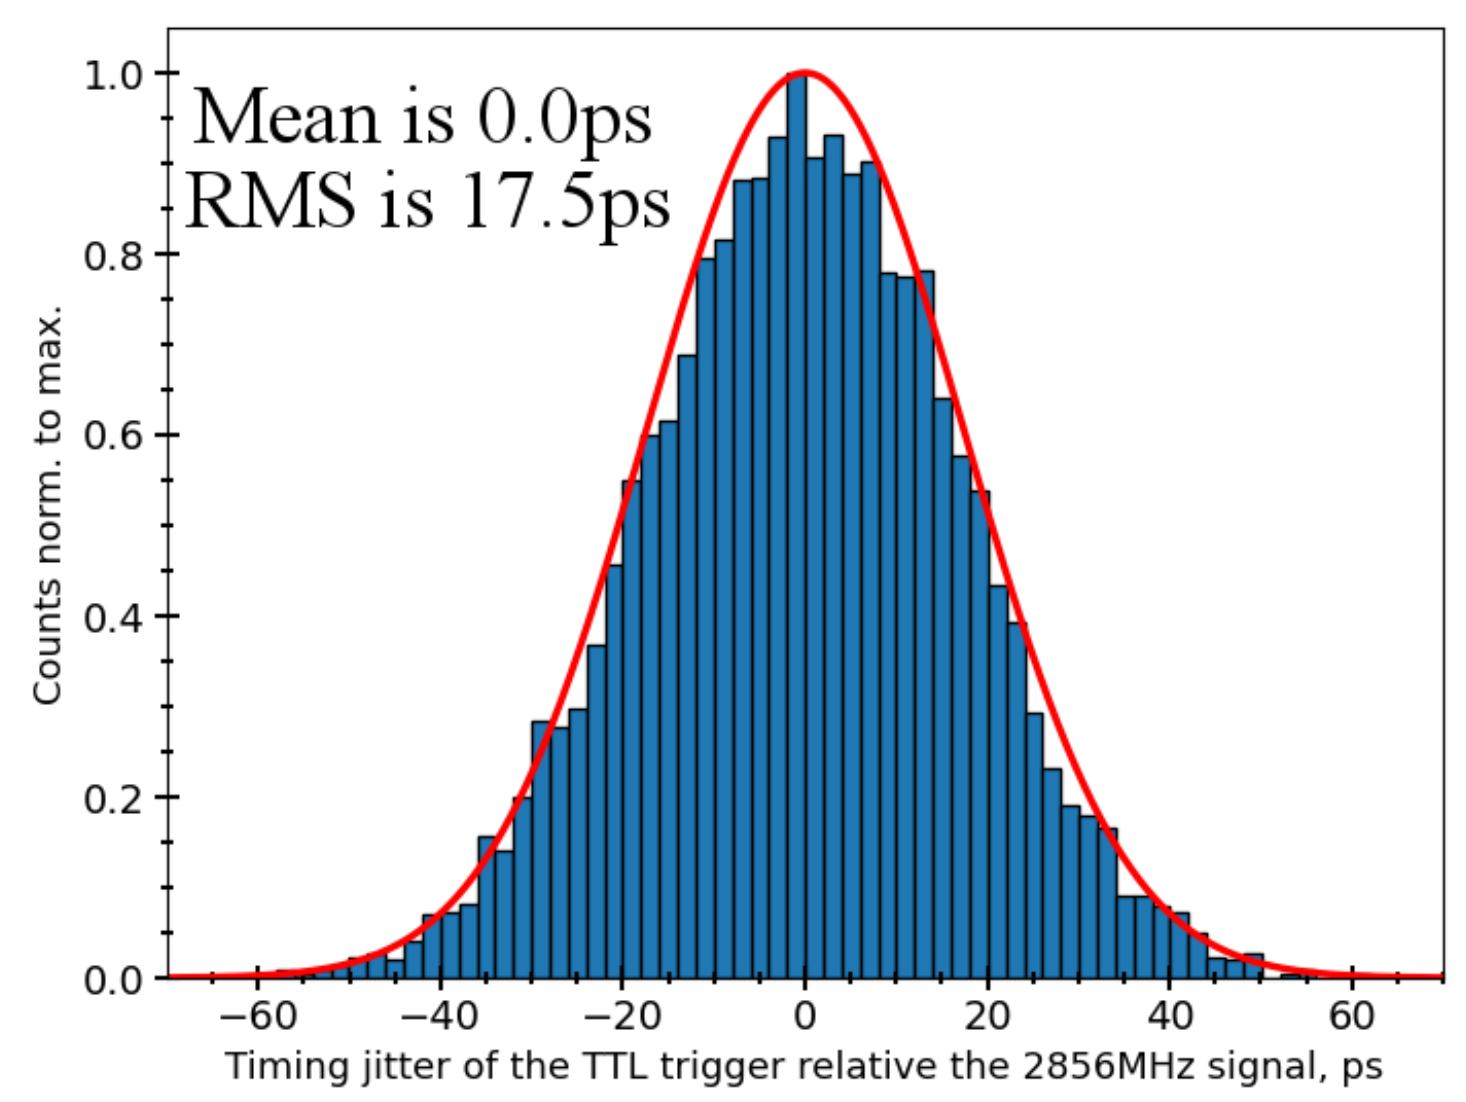 Mean is 0.0ps
RMS is 17.5ps
1.0
0.8
0.6
0.4
0.2
0.0
Counts norm. to max.
−60 −40 −20 0 20 40 60
Timing jitter of the TTL trigger relative the 2856MHz signal, ps